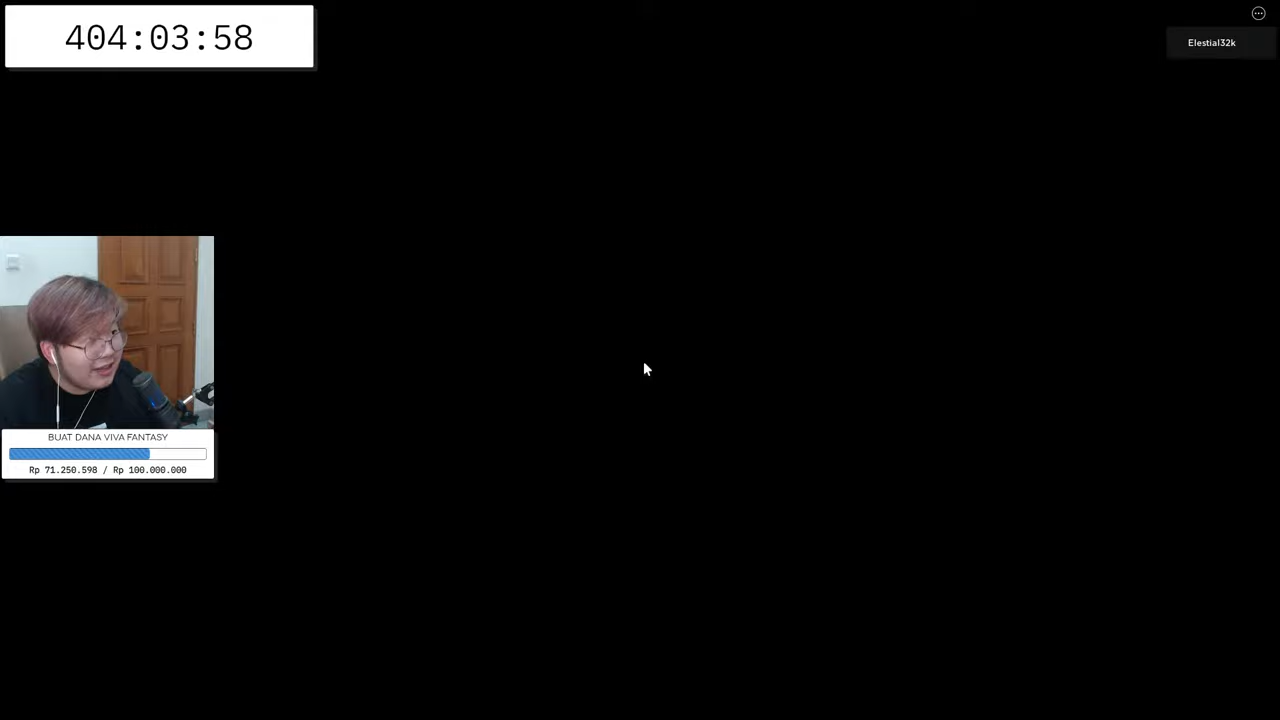 404:03:58
Elestial32k
BUAT DANA VIVA FANTASY
Rp 71.250.598 / Rp 100.000.000